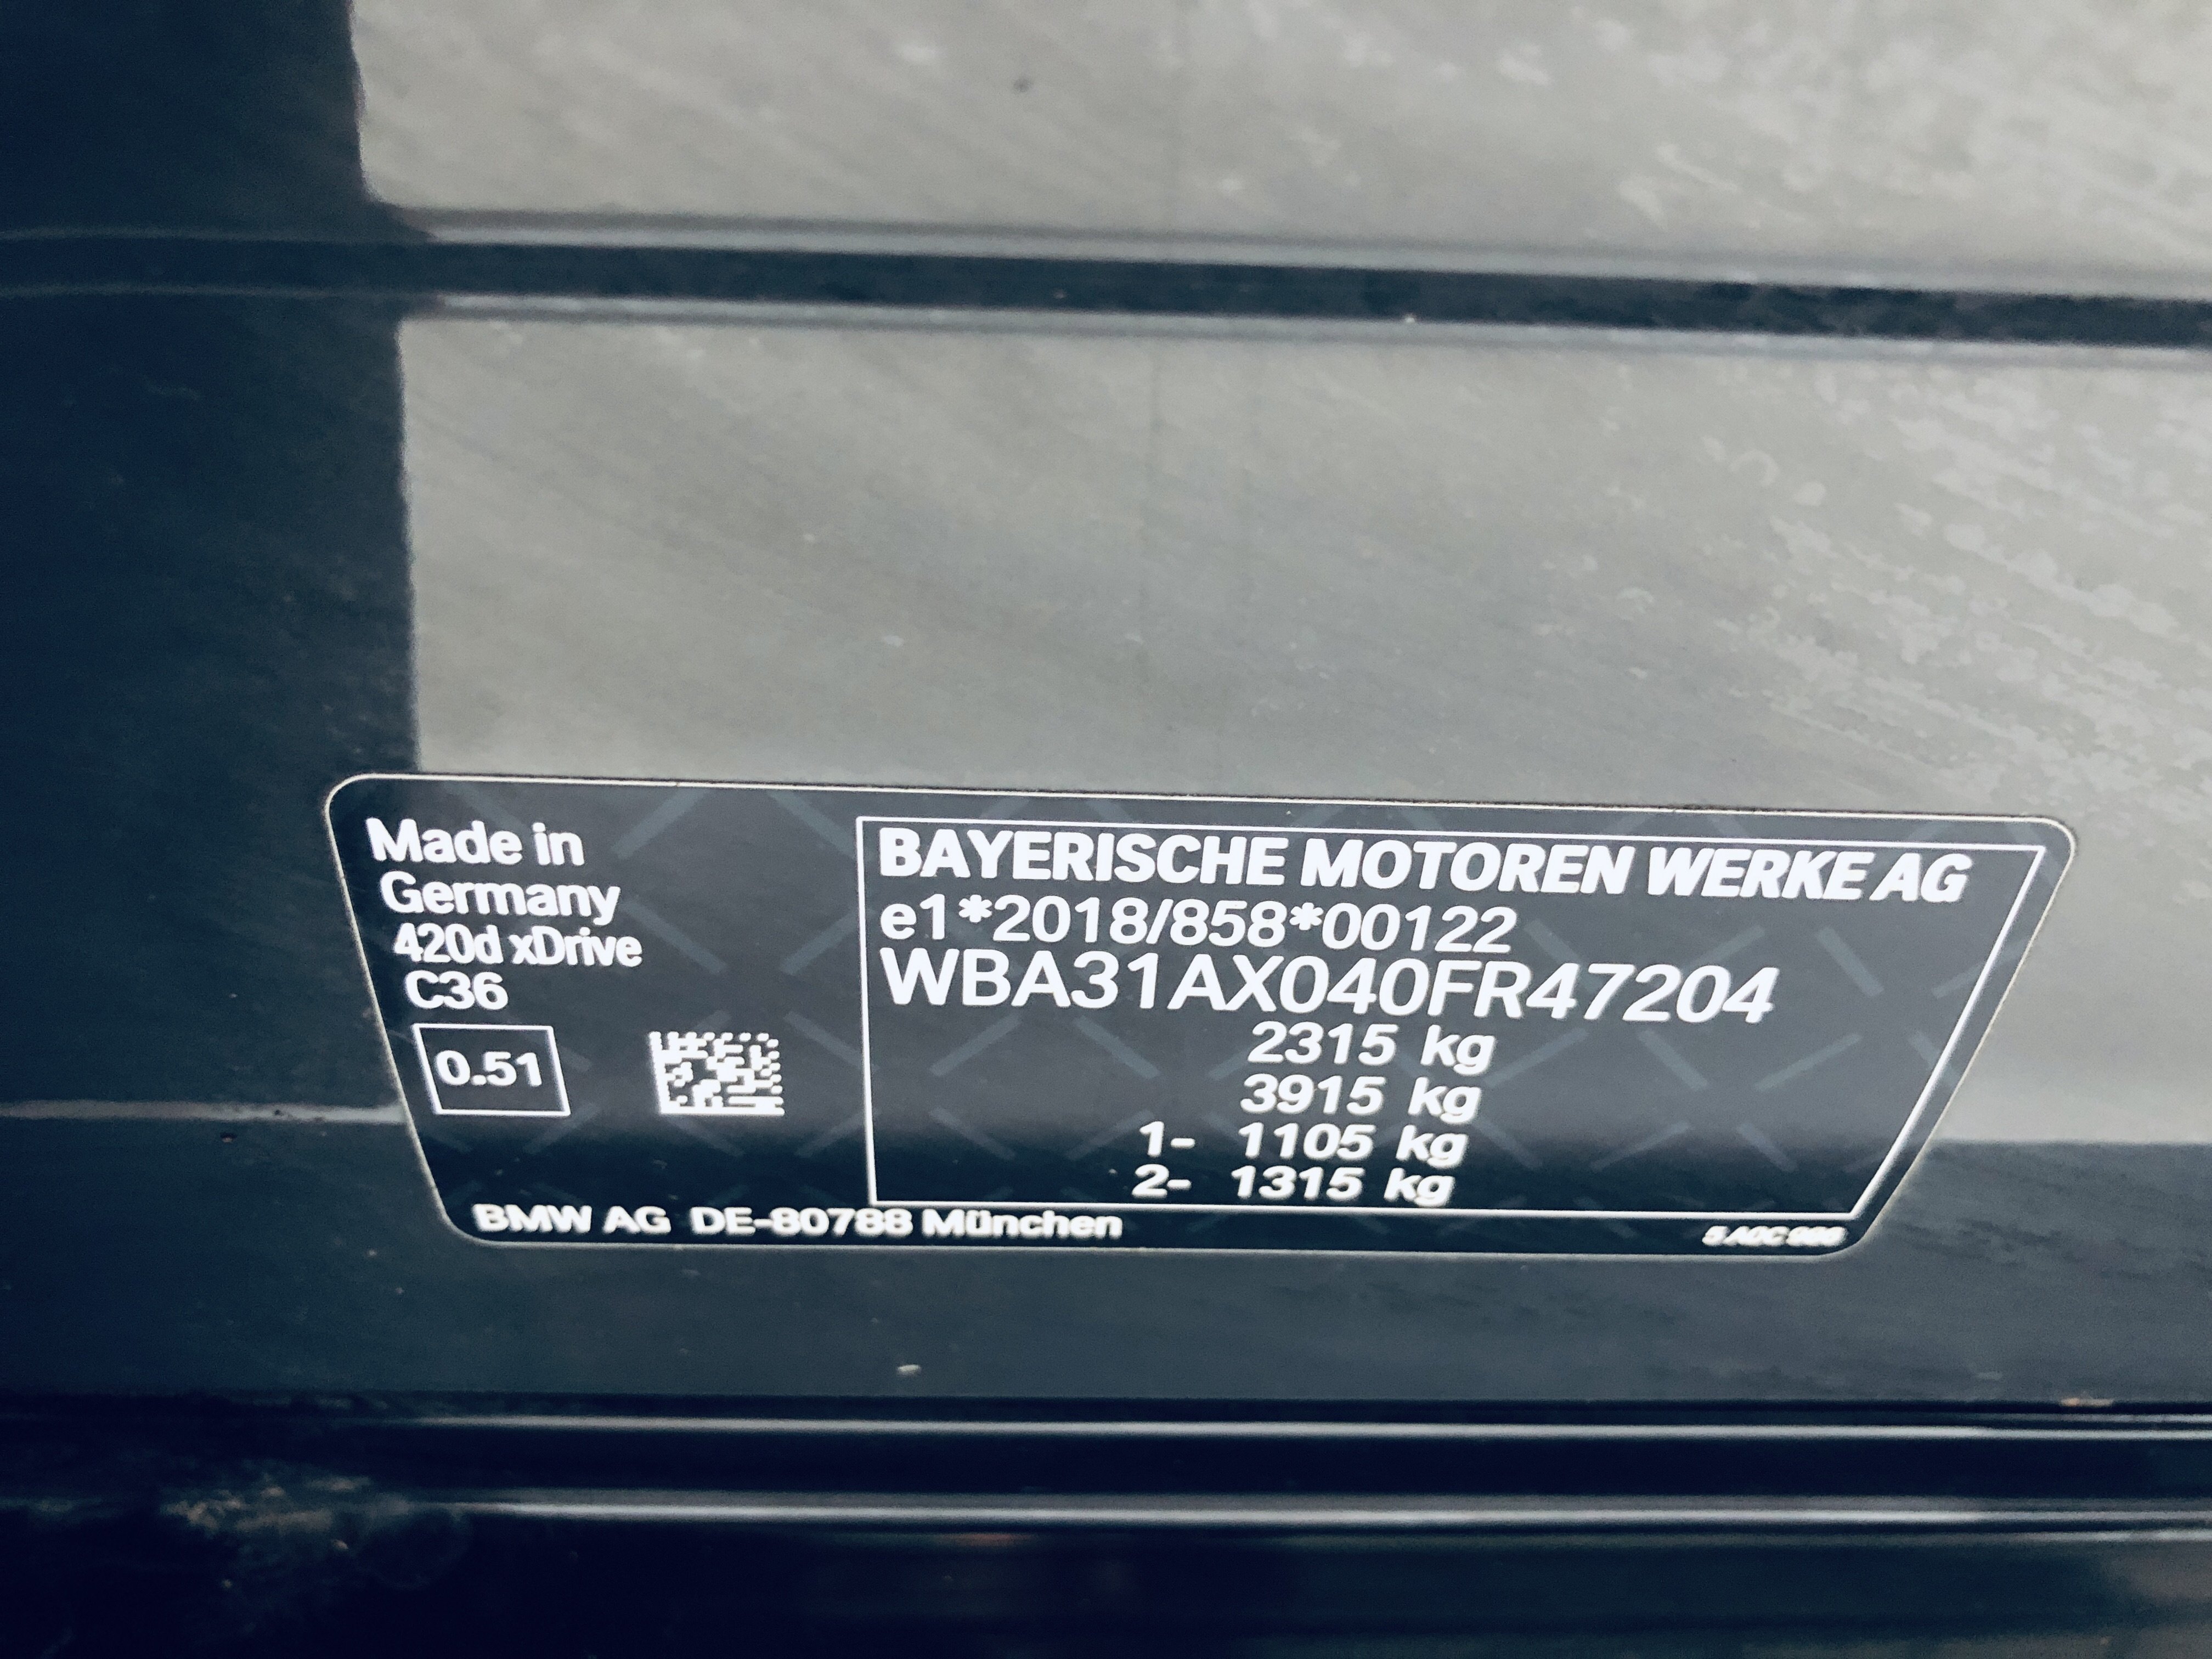 Made in
Germany
420d xDrive
C36
0.51
BAYERISCHE MOTOREN WERKE AG
e1*2018/858*00122
WBA31AX040FR47204
2315 kg
3915 kg
1- 1105 kg
2- 1315 kg
BMW AG DE-80788 München